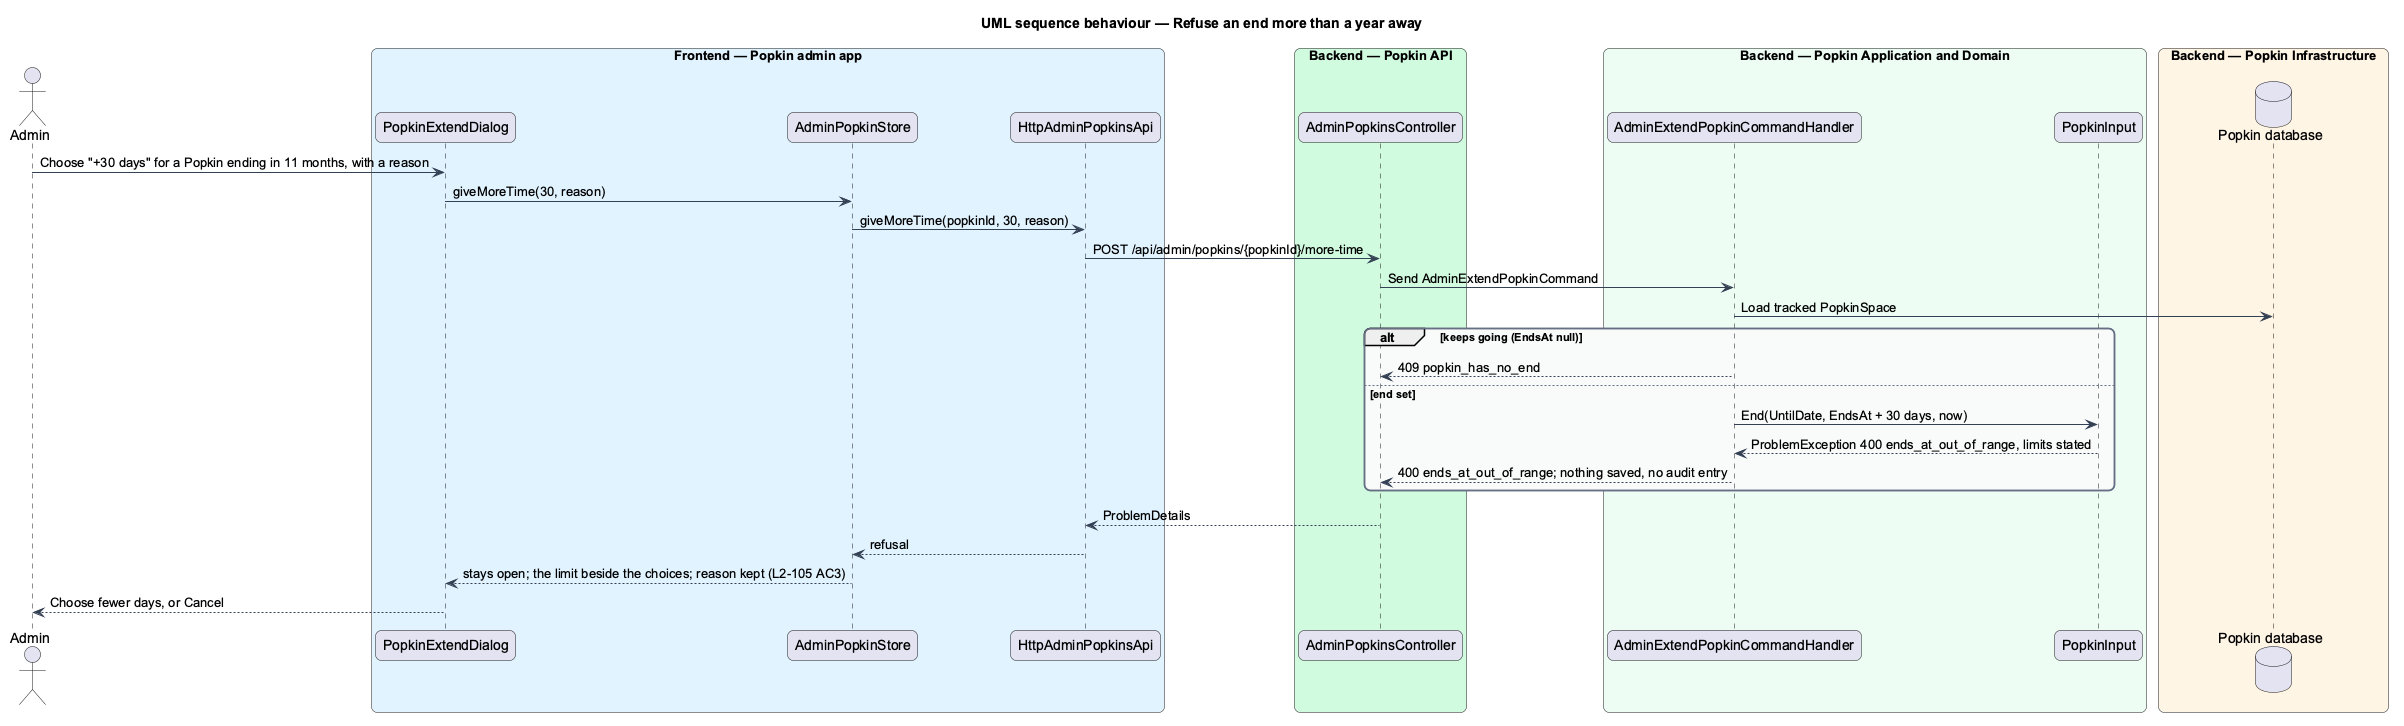 UML sequence behaviour — Refuse an end more than a year away
Frontend — Popkin admin app
Backend — Popkin API
Backend — Popkin Application and Domain
Backend — Popkin Infrastructure
Admin
PopkinExtendDialog
AdminPopkinStore
HttpAdminPopkinsApi
AdminPopkinsController
AdminExtendPopkinCommandHandler
PopkinInput
Popkin database
Choose "+30 days" for a Popkin ending in 11 months, with a reason
giveMoreTime(30, reason)
giveMoreTime(popkinId, 30, reason)
POST /api/admin/popkins/{popkinId}/more-time
Send AdminExtendPopkinCommand
Load tracked PopkinSpace
alt
[keeps going (EndsAt null)]
409 popkin_has_no_end
[end set]
End(UntilDate, EndsAt + 30 days, now)
ProblemException 400 ends_at_out_of_range, limits stated
400 ends_at_out_of_range; nothing saved, no audit entry
ProblemDetails
refusal
stays open; the limit beside the choices; reason kept (L2-105 AC3)
Choose fewer days, or Cancel
Admin
PopkinExtendDialog
AdminPopkinStore
HttpAdminPopkinsApi
AdminPopkinsController
AdminExtendPopkinCommandHandler
PopkinInput
Popkin database